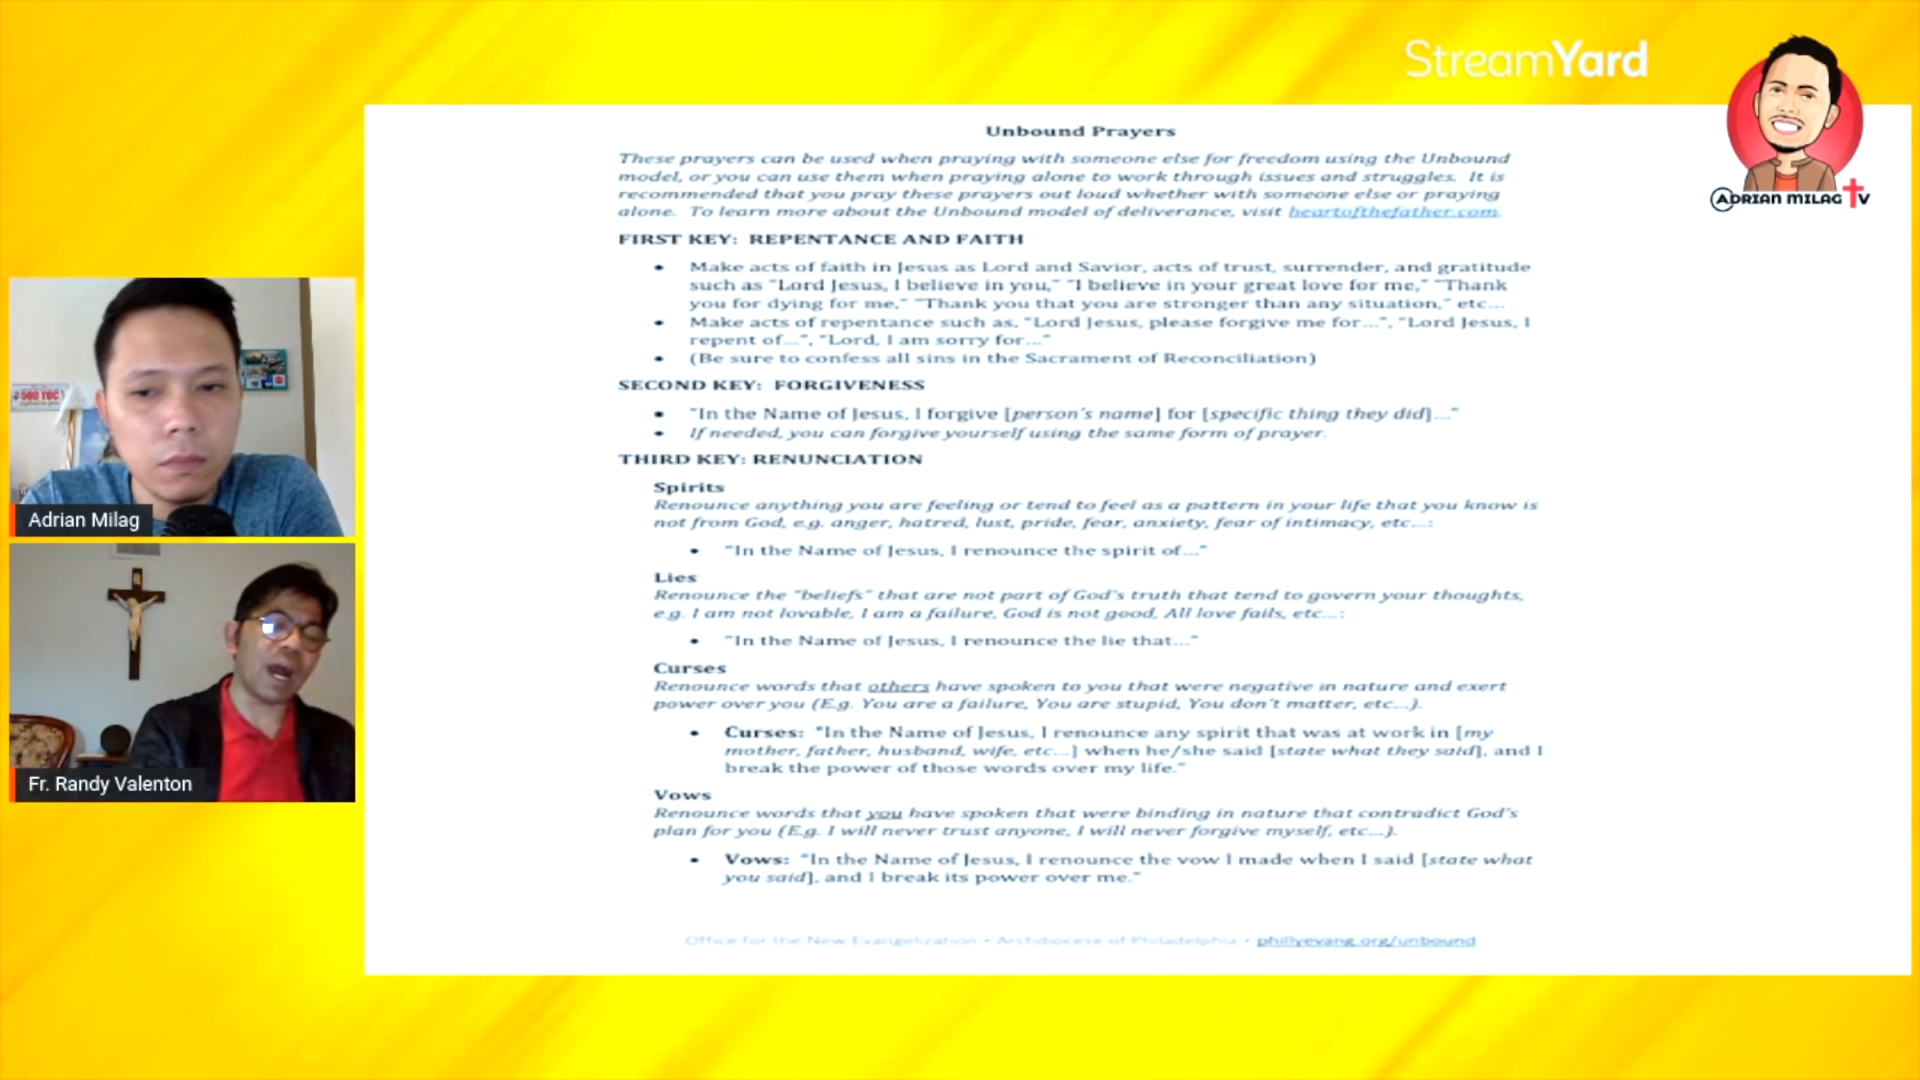 StreamYard
ADRIAN MILAG TV
Unbound Prayers
These prayers can be used when praying with someone else for freedom using the Unbound
model, or you can use them when praying alone to work through issues and struggles. It is
recommended that you pray these prayers out loud whether with someone else or praying
alone. To learn more about the Unbound model of deliverance, visit heartofthefather.com.
FIRST KEY: REPENTANCE AND FAITH
• Make acts of faith in Jesus as Lord and Savior, acts of trust, surrender, and gratitude
such as "Lord Jesus, I believe in you," "I believe in your great love for me," "Thank
you for dying for me," "Thank you that you are stronger than any situation," etc...
• Make acts of repentance such as, "Lord Jesus, please forgive me for...", "Lord Jesus, I
repent of...", "Lord, I am sorry for..."
• (Be sure to confess all sins in the Sacrament of Reconciliation)
SECOND KEY: FORGIVENESS
• "In the Name of Jesus, I forgive [person's name] for [specific thing they did]..."
• If needed, you can forgive yourself using the same form of prayer.
THIRD KEY: RENUNCIATION
Spirits
Renounce anything you are feeling or tend to feel as a pattern in your life that you know is
not from God, e.g. anger, hatred, lust, pride, fear, anxiety, fear of intimacy, etc...:
• "In the Name of Jesus, I renounce the spirit of..."
Lies
Renounce the "beliefs" that are not part of God's truth that tend to govern your thoughts,
e.g. I am not lovable, I am a failure, God is not good, All love fails, etc...:
• "In the Name of Jesus, I renounce the lie that..."
Curses
Renounce words that others have spoken to you that were negative in nature and exert
power over you (E.g. You are a failure, You are stupid, You don't matter, etc...).
• Curses: "In the Name of Jesus, I renounce any spirit that was at work in [my
mother, father, husband, wife, etc...] when he/she said [state what they said], and I
break the power of those words over my life."
Vows
Renounce words that you have spoken that were binding in nature that contradict God's
plan for you (E.g. I will never trust anyone, I will never forgive myself, etc...).
• Vows: "In the Name of Jesus, I renounce the vow I made when I said [state what
you said], and I break its power over me."
Office for the New Evangelization • Archdiocese of Philadelphia • phillyevang.org/unbound
Adrian Milag
Fr. Randy Valenton